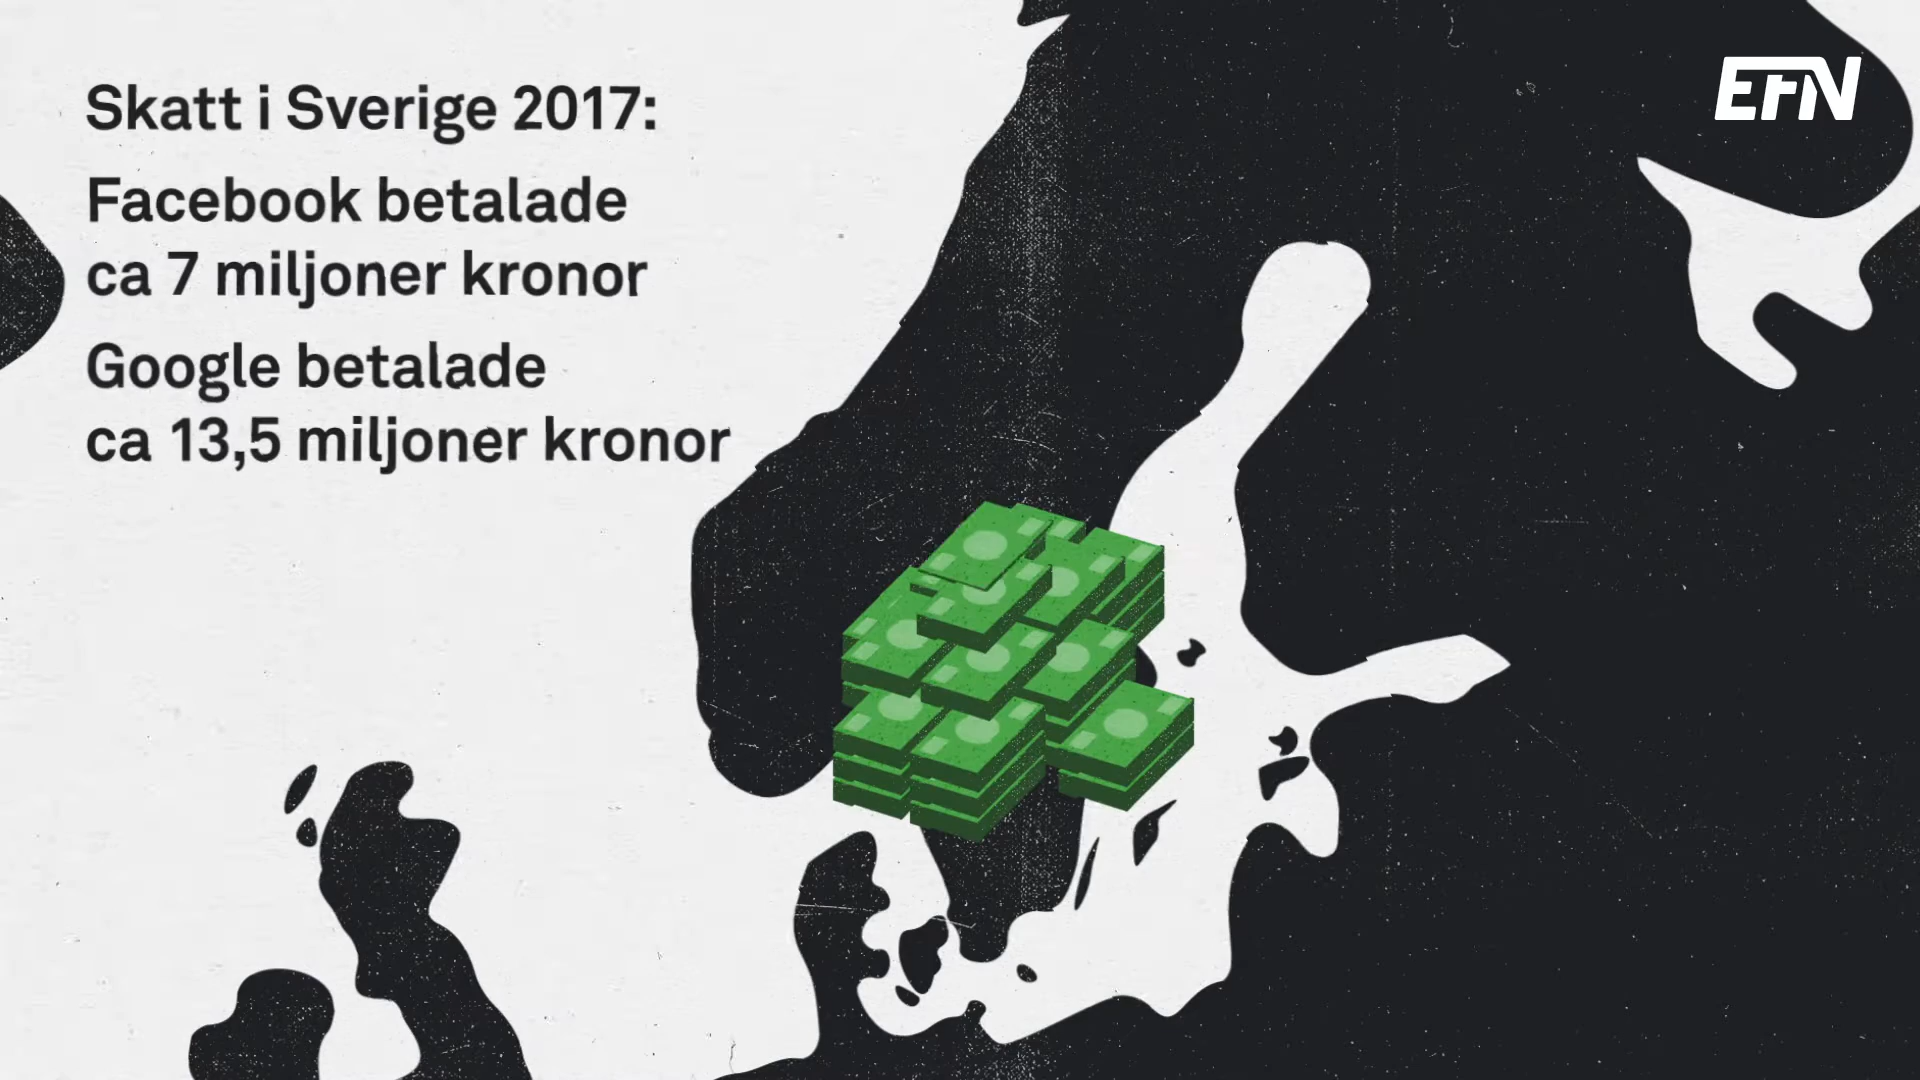 Skatt i Sverige 2017:
Facebook betalade
ca 7 miljoner kronor
Google betalade
ca 13,5 miljoner kronor
EFN